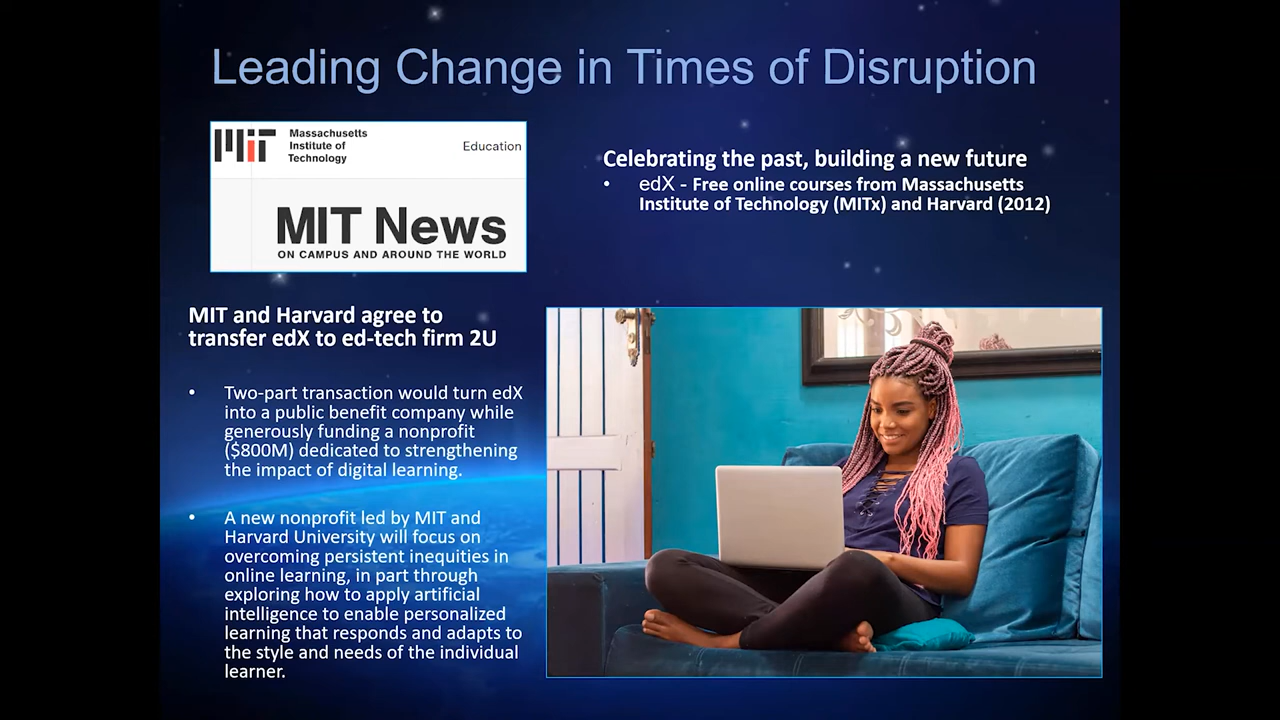 Leading Change in Times of Disruption
MIT
Massachusetts
Institute of
Technology
Education
MIT News
ON CAMPUS AND AROUND THE WORLD
Celebrating the past, building a new future
• edX - Free online courses from Massachusetts
Institute of Technology (MITx) and Harvard (2012)
MIT and Harvard agree to
transfer edX to ed-tech firm 2U
• Two-part transaction would turn edX
into a public benefit company while
generously funding a nonprofit
($800M) dedicated to strengthening
the impact of digital learning.
• A new nonprofit led by MIT and
Harvard University will focus on
overcoming persistent inequities in
online learning, in part through
exploring how to apply artificial
intelligence to enable personalized
learning that responds and adapts to
the style and needs of the individual
learner.